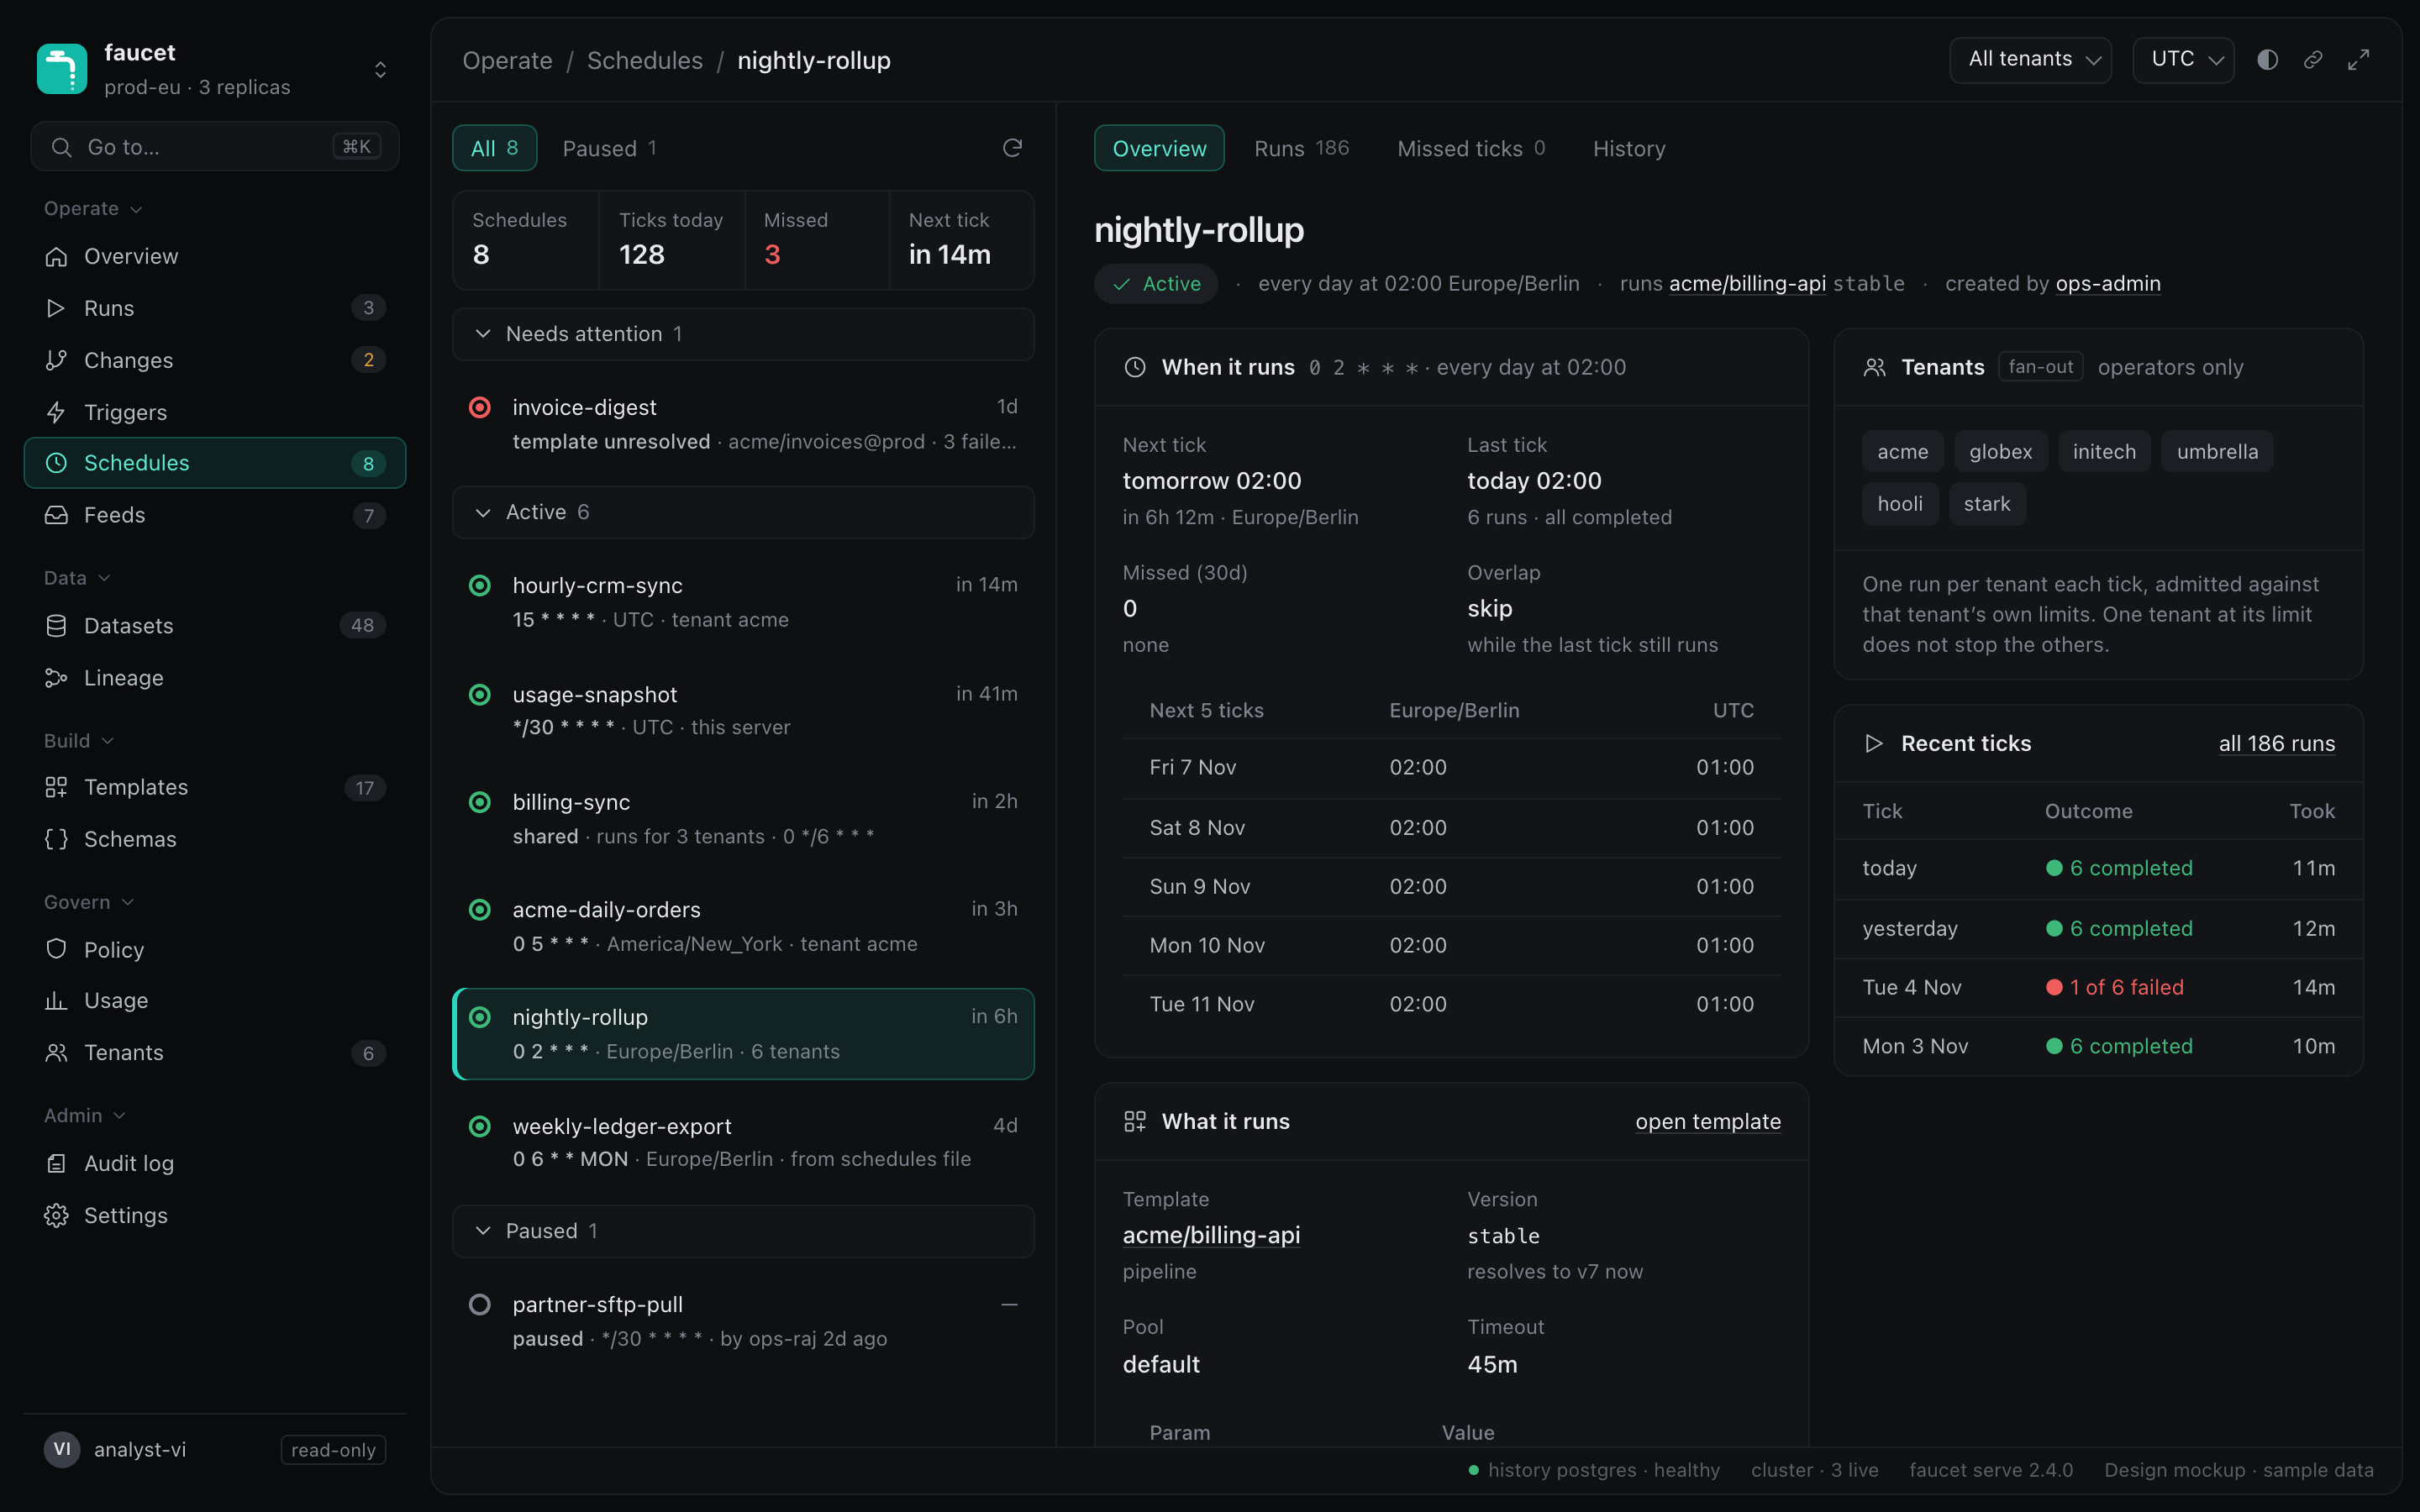 faucet
prod-eu · 3 replicas
Go to...
⌘K
Operate
Overview
Runs 3
Changes 2
Triggers
Schedules 8
Feeds 7
Data
Datasets 48
Lineage
Build
Templates 17
Schemas
Govern
Policy
Usage
Tenants 6
Admin
Audit log
Settings
VI analyst-vi read-only
Operate / Schedules / nightly-rollup
All tenants
UTC
All 8
Paused 1
Schedules
8
Ticks today
128
Missed
3
Next tick
in 14m
Needs attention 1
invoice-digest 1d
template unresolved · acme/invoices@prod · 3 faile...
Active 6
hourly-crm-sync in 14m
15 * * * * · UTC · tenant acme
usage-snapshot in 41m
*/30 * * * * · UTC · this server
billing-sync in 2h
shared · runs for 3 tenants · 0 */6 * * *
acme-daily-orders in 3h
0 5 * * * · America/New_York · tenant acme
nightly-rollup in 6h
0 2 * * * · Europe/Berlin · 6 tenants
weekly-ledger-export 4d
0 6 * * MON · Europe/Berlin · from schedules file
Paused 1
partner-sftp-pull —
paused · */30 * * * * · by ops-raj 2d ago
Overview
Runs 186
Missed ticks 0
History
nightly-rollup
Active · every day at 02:00 Europe/Berlin · runs acme/billing-api stable · created by ops-admin
When it runs 0 2 * * * · every day at 02:00
Next tick
tomorrow 02:00
in 6h 12m · Europe/Berlin
Last tick
today 02:00
6 runs · all completed
Missed (30d)
0
none
Overlap
skip
while the last tick still runs
Next 5 ticks Europe/Berlin UTC
Fri 7 Nov 02:00 01:00
Sat 8 Nov 02:00 01:00
Sun 9 Nov 02:00 01:00
Mon 10 Nov 02:00 01:00
Tue 11 Nov 02:00 01:00
What it runs open template
Template
acme/billing-api
pipeline
Version
stable
resolves to v7 now
Pool
default
Timeout
45m
Param Value
Tenants fan-out operators only
acme globex initech umbrella
hooli stark
One run per tenant each tick, admitted against
that tenant’s own limits. One tenant at its limit
does not stop the others.
Recent ticks all 186 runs
Tick Outcome Took
today 6 completed 11m
yesterday 6 completed 12m
Tue 4 Nov 1 of 6 failed 14m
Mon 3 Nov 6 completed 10m
history postgres · healthy cluster · 3 live faucet serve 2.4.0 Design mockup · sample data